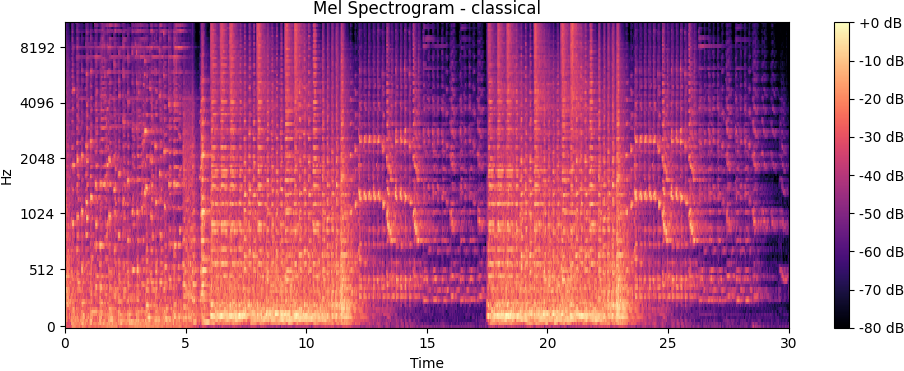 Mel Spectrogram - classical
Hz
8192
4096
2048
1024
512
0
0 5 10 15 20 25 30
Time
+0 dB
-10 dB
-20 dB
-30 dB
-40 dB
-50 dB
-60 dB
-70 dB
-80 dB